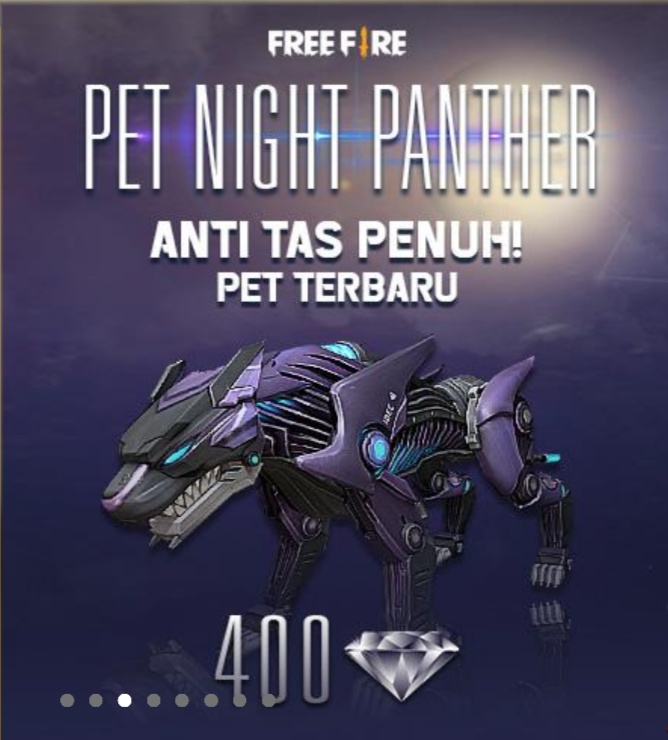 FREE FIRE
PET NIGHT PANTHER
ANTI TAS PENUH!
PET TERBARU
400